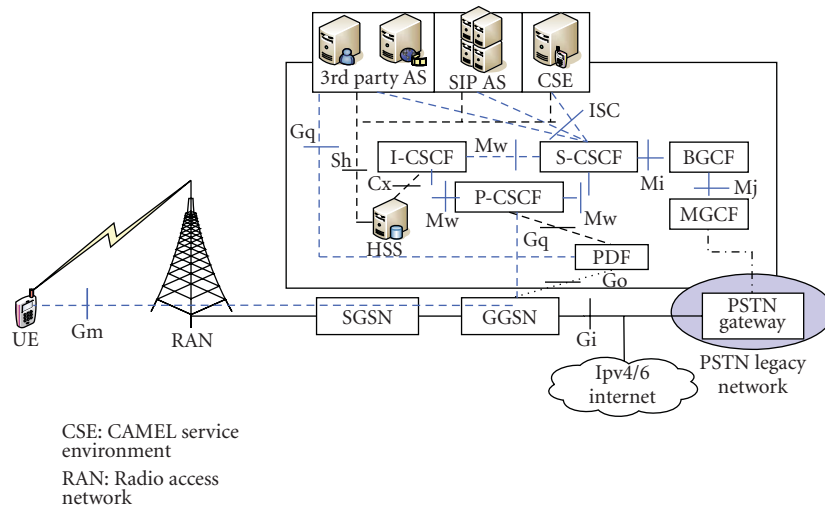 3rd party AS
SIP AS
CSE
ISC
Gq
Sh
I-CSCF
Mw
S-CSCF
Mi
BGCF
Cx
Mw
P-CSCF
Mw
Mj
MGCF
HSS
Gq
PDF
Go
UE
Gm
RAN
SGSN
GGSN
Gi
PSTN
gateway
Ipv4/6
internet
PSTN legacy
network
CSE: CAMEL service
environment
RAN: Radio access
network